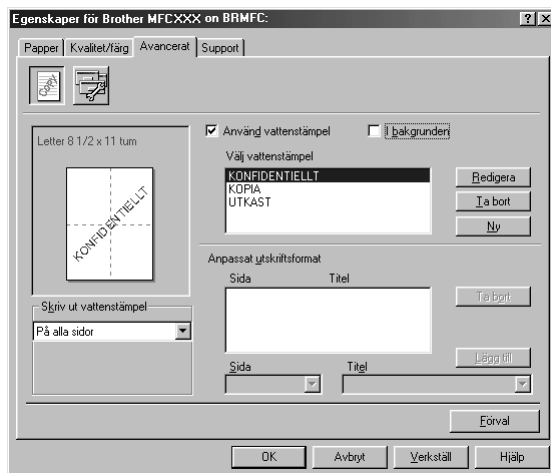 Egenskaper för Brother MFCXXX on BRMFC:
Papper Kvalitet/färg Avancerat Support
COPY
Letter 8 1/2 x 11 tum
KONFIDENTIELLT
Använd vattenstämpel I bakgrunden
Välj vattenstämpel
KONFIDENTIELLT
KOPIA
UTKAST
Redigera
Ta bort
Ny
Skriv ut vattenstämpel
På alla sidor
Anpassat utskriftsformat
Sida Titel
Ta bort
Lägg till
Sida Titel
Förval
OK Avbryt Verkställ Hjälp